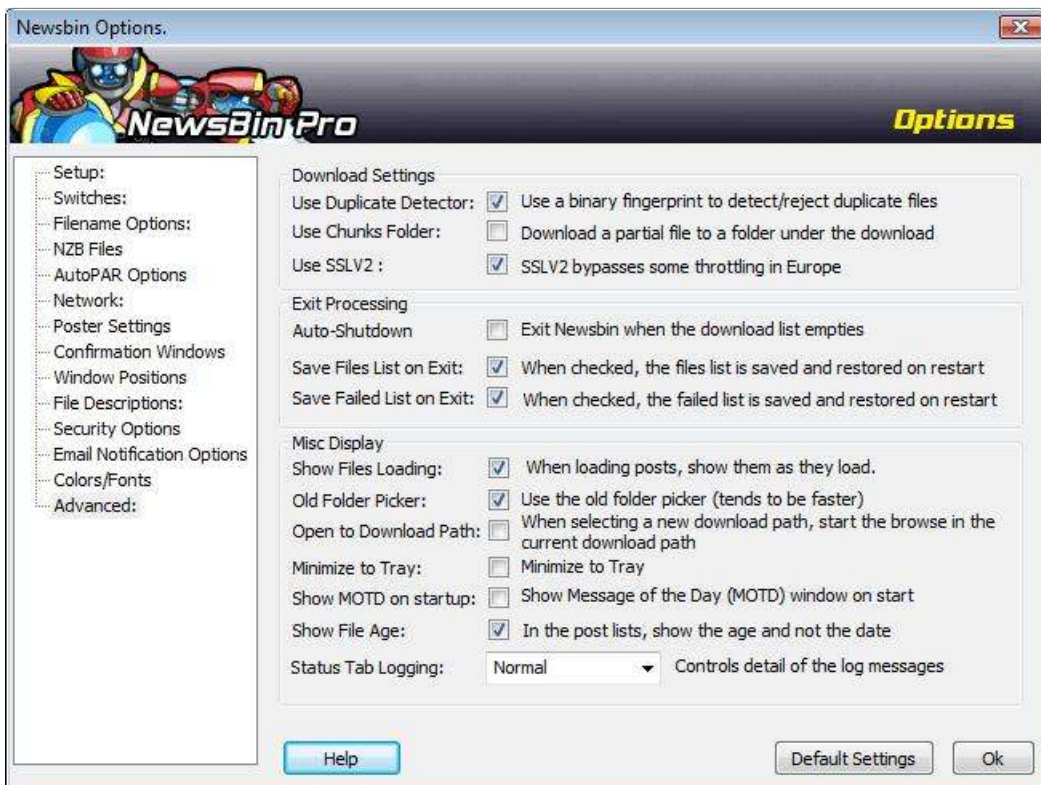 Newsbin Options.
NewsBin Pro
Options
Setup:
Switches:
Filename Options:
NZB Files
AutoPAR Options
Network:
Poster Settings
Confirmation Windows
Window Positions
File Descriptions:
Security Options
Email Notification Options
Colors/Fonts
Advanced:
Download Settings
Use Duplicate Detector: Use a binary fingerprint to detect/reject duplicate files
Use Chunks Folder: Download a partial file to a folder under the download
Use SSLV2 : SSLV2 bypasses some throttling in Europe
Exit Processing
Auto-Shutdown Exit Newsbin when the download list empties
Save Files List on Exit: When checked, the files list is saved and restored on restart
Save Failed List on Exit: When checked, the failed list is saved and restored on restart
Misc Display
Show Files Loading: When loading posts, show them as they load.
Old Folder Picker: Use the old folder picker (tends to be faster)
Open to Download Path: When selecting a new download path, start the browse in the
current download path
Minimize to Tray: Minimize to Tray
Show MOTD on startup: Show Message of the Day (MOTD) window on start
Show File Age: In the post lists, show the age and not the date
Status Tab Logging: Normal Controls detail of the log messages
Help Default Settings Ok